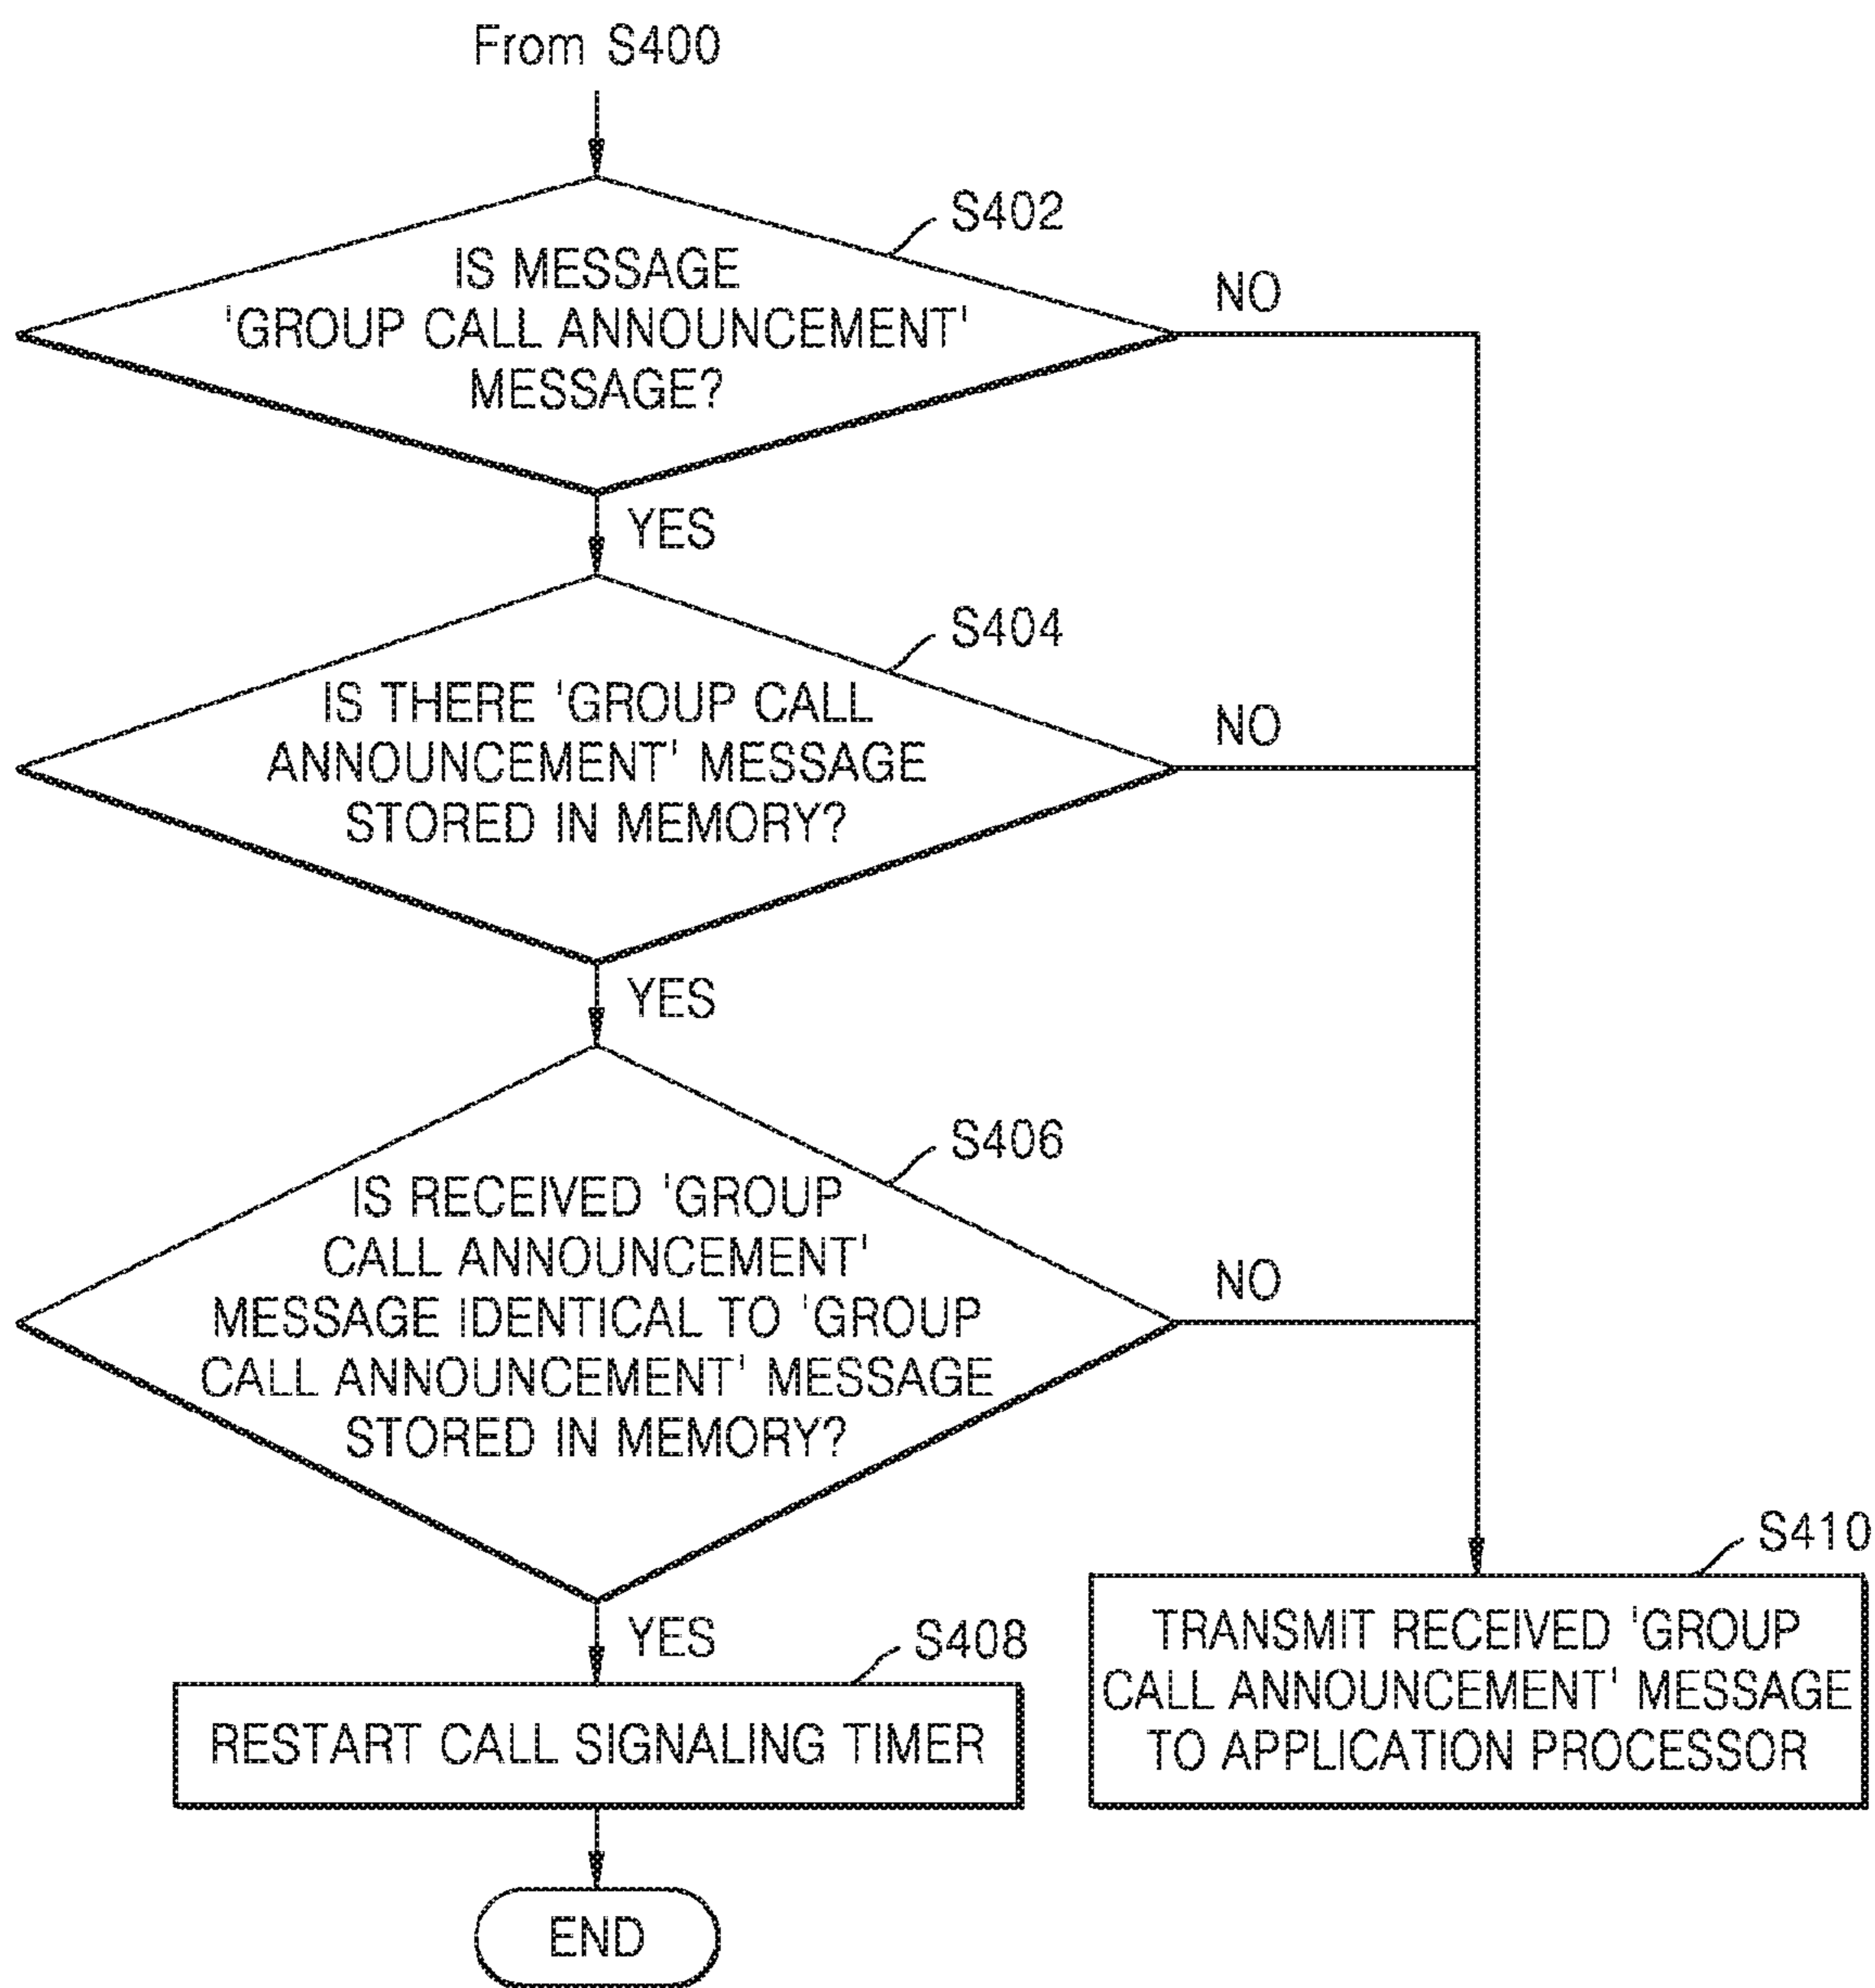 From S400
S402
IS MESSAGE
'GROUP CALL ANNOUNCEMENT'
MESSAGE?
NO
YES
S404
IS THERE 'GROUP CALL
ANNOUNCEMENT' MESSAGE
STORED IN MEMORY?
NO
YES
S406
IS RECEIVED 'GROUP
CALL ANNOUNCEMENT'
MESSAGE IDENTICAL TO 'GROUP
CALL ANNOUNCEMENT' MESSAGE
STORED IN MEMORY?
NO
YES
S408
RESTART CALL SIGNALING TIMER
S410
TRANSMIT RECEIVED 'GROUP
CALL ANNOUNCEMENT' MESSAGE
TO APPLICATION PROCESSOR
END